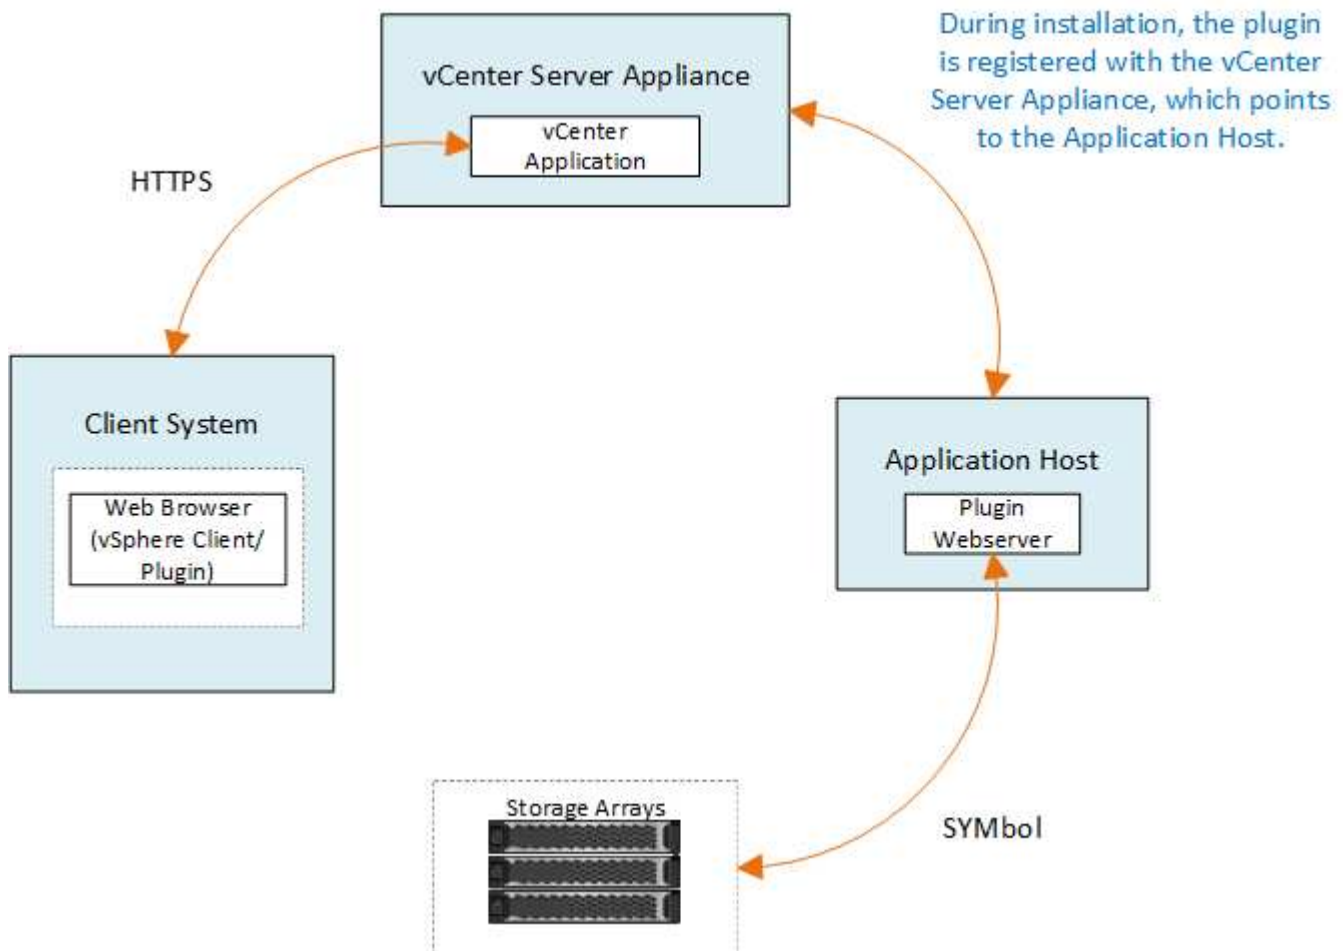 During installation, the plugin
is registered with the vCenter
Server Appliance, which points
to the Application Host.
vCenter Server Appliance
vCenter
Application
HTTPS
Client System
Web Browser
(vSphere Client/
Plugin)
Application Host
Plugin
Webserver
SYMbol
Storage Arrays